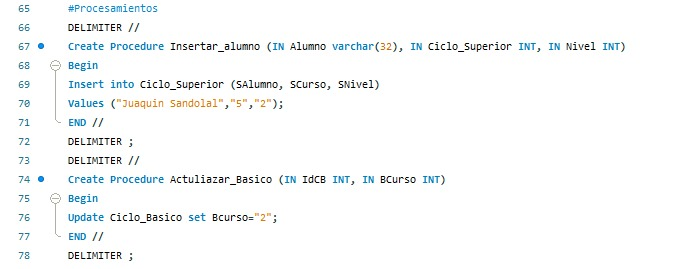 65 #Procesamientos
66 DELIMITER //
67 Create Procedure Insertar_alumno (IN Alumno varchar(32), IN Ciclo_Superior INT, IN Nivel INT)
68 Begin
69 Insert into Ciclo_Superior (SAlumno, SCurso, SNivel)
70 Values ("Juaquin Sandolal","5","2");
71 END //
72 DELIMITER ;
73 DELIMITER //
74 Create Procedure Actuliazar_Basico (IN IdCB INT, IN BCurso INT)
75 Begin
76 Update Ciclo_Basico set Bcurso="2";
77 END //
78 DELIMITER ;